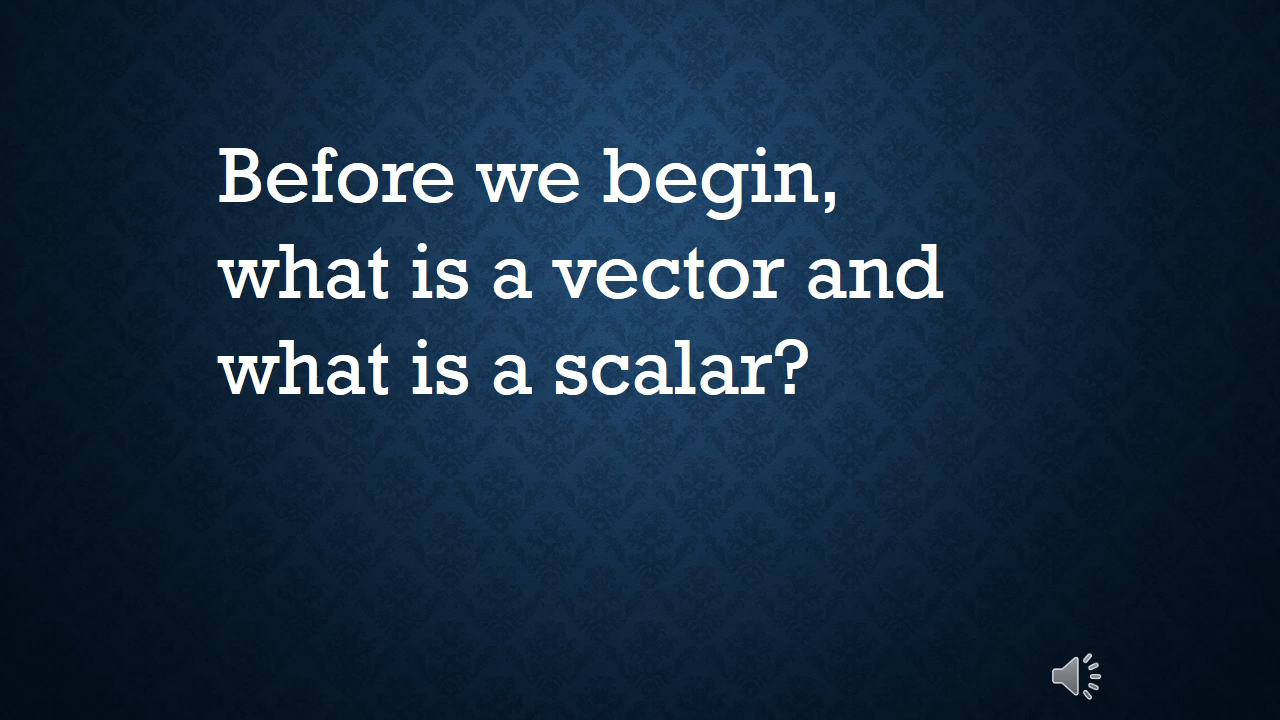 Before we begin,
what is a vector and
what is a scalar?